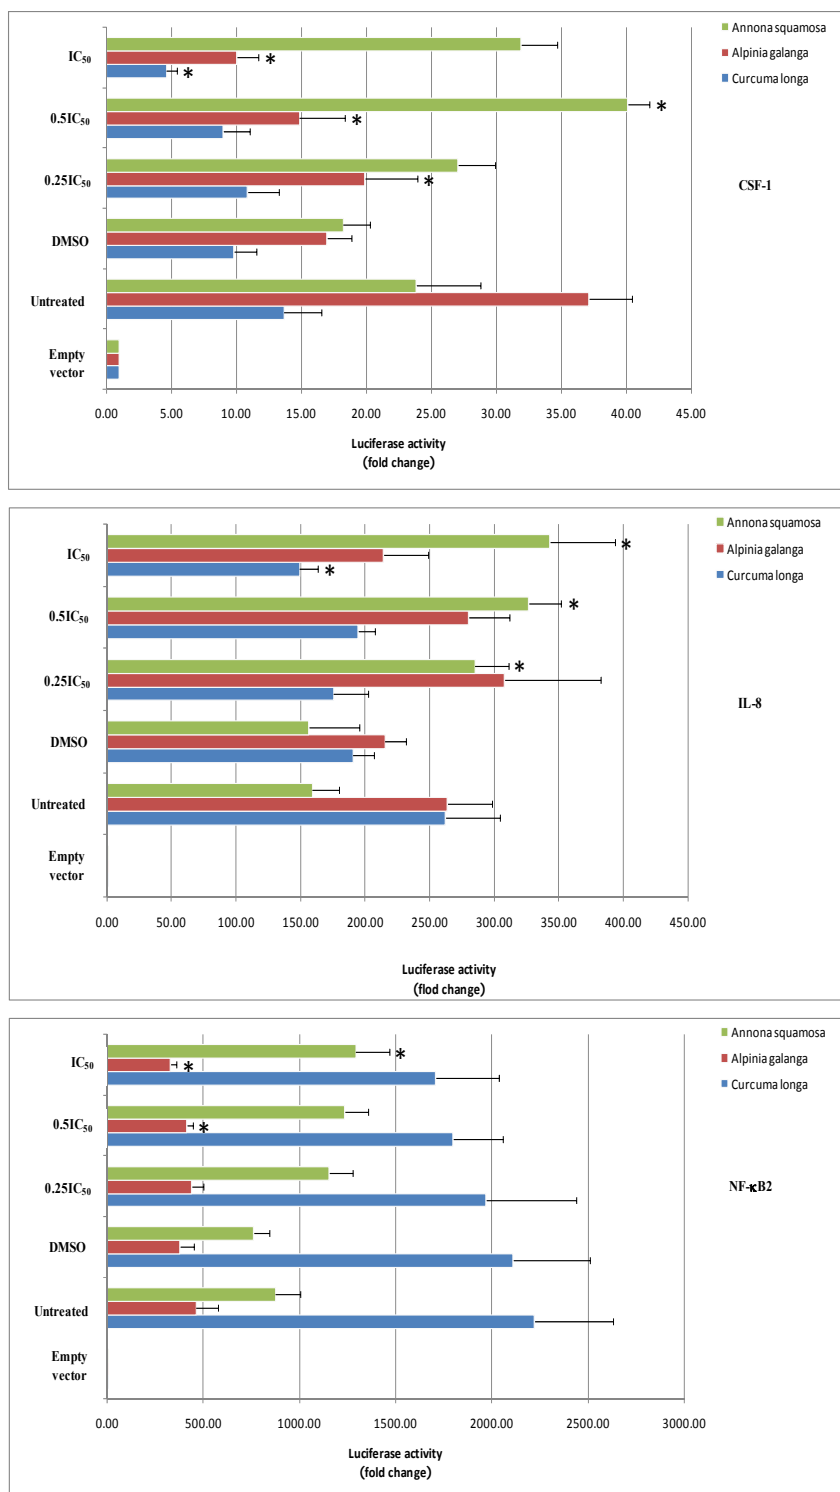 Annona squamosa
Alpinia galanga
Curcuma longa
IC₅₀
*
*
0.5IC₅₀
*
*
0.25IC₅₀
*
CSF-1
DMSO
Untreated
Empty
vector
0.00 5.00 10.00 15.00 20.00 25.00 30.00 35.00 40.00 45.00
Luciferase activity
(fold change)
Annona squamosa
Alpinia galanga
Curcuma longa
IC₅₀
*
*
0.5IC₅₀
*
0.25IC₅₀
*
IL-8
DMSO
Untreated
Empty
vector
0.00 50.00 100.00 150.00 200.00 250.00 300.00 350.00 400.00 450.00
Luciferase activity
(flod change)
Annona squamosa
Alpinia galanga
Curcuma longa
IC₅₀
*
*
0.5IC₅₀
*
0.25IC₅₀
NF-κB2
DMSO
Untreated
Empty
vector
0.00 500.00 1000.00 1500.00 2000.00 2500.00 3000.00
Luciferase activity
(fold change)